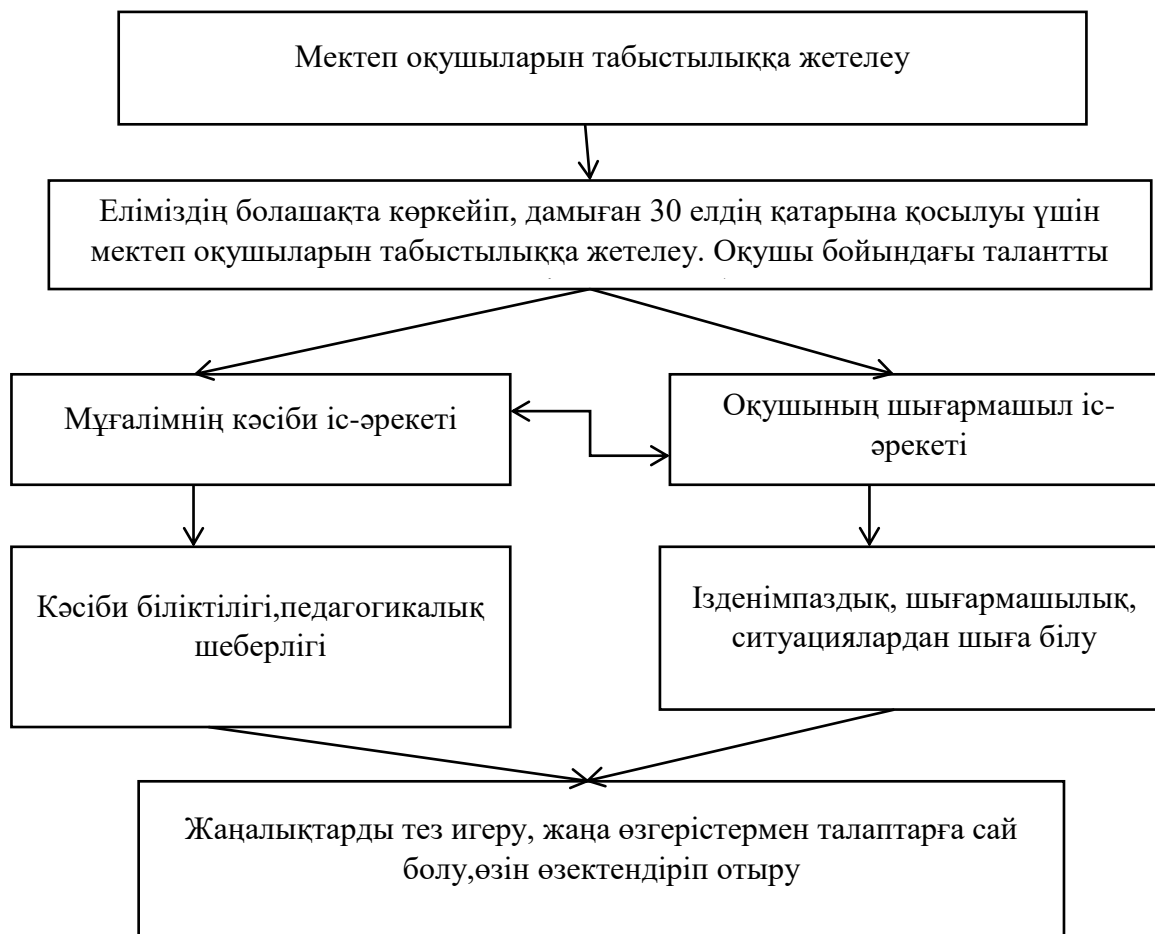 Мектеп оқушыларын табыстылыққа жетелеу
Еліміздің болашақта көркейіп, дамыған 30 елдің қатарына қосылуы үшін
мектеп оқушыларын табыстылыққа жетелеу. Оқушы бойындағы талантты
Мұғалімнің кәсіби іс-әрекеті
Оқушының шығармашыл іс-
әрекеті
Кәсіби біліктілігі,педагогикалық
шеберлігі
Ізденімпаздық, шығармашылық,
ситуациялардан шыға білу
Жаңалықтарды тез игеру, жаңа өзгерістермен талаптарға сай
болу,өзін өзектендіріп отыру